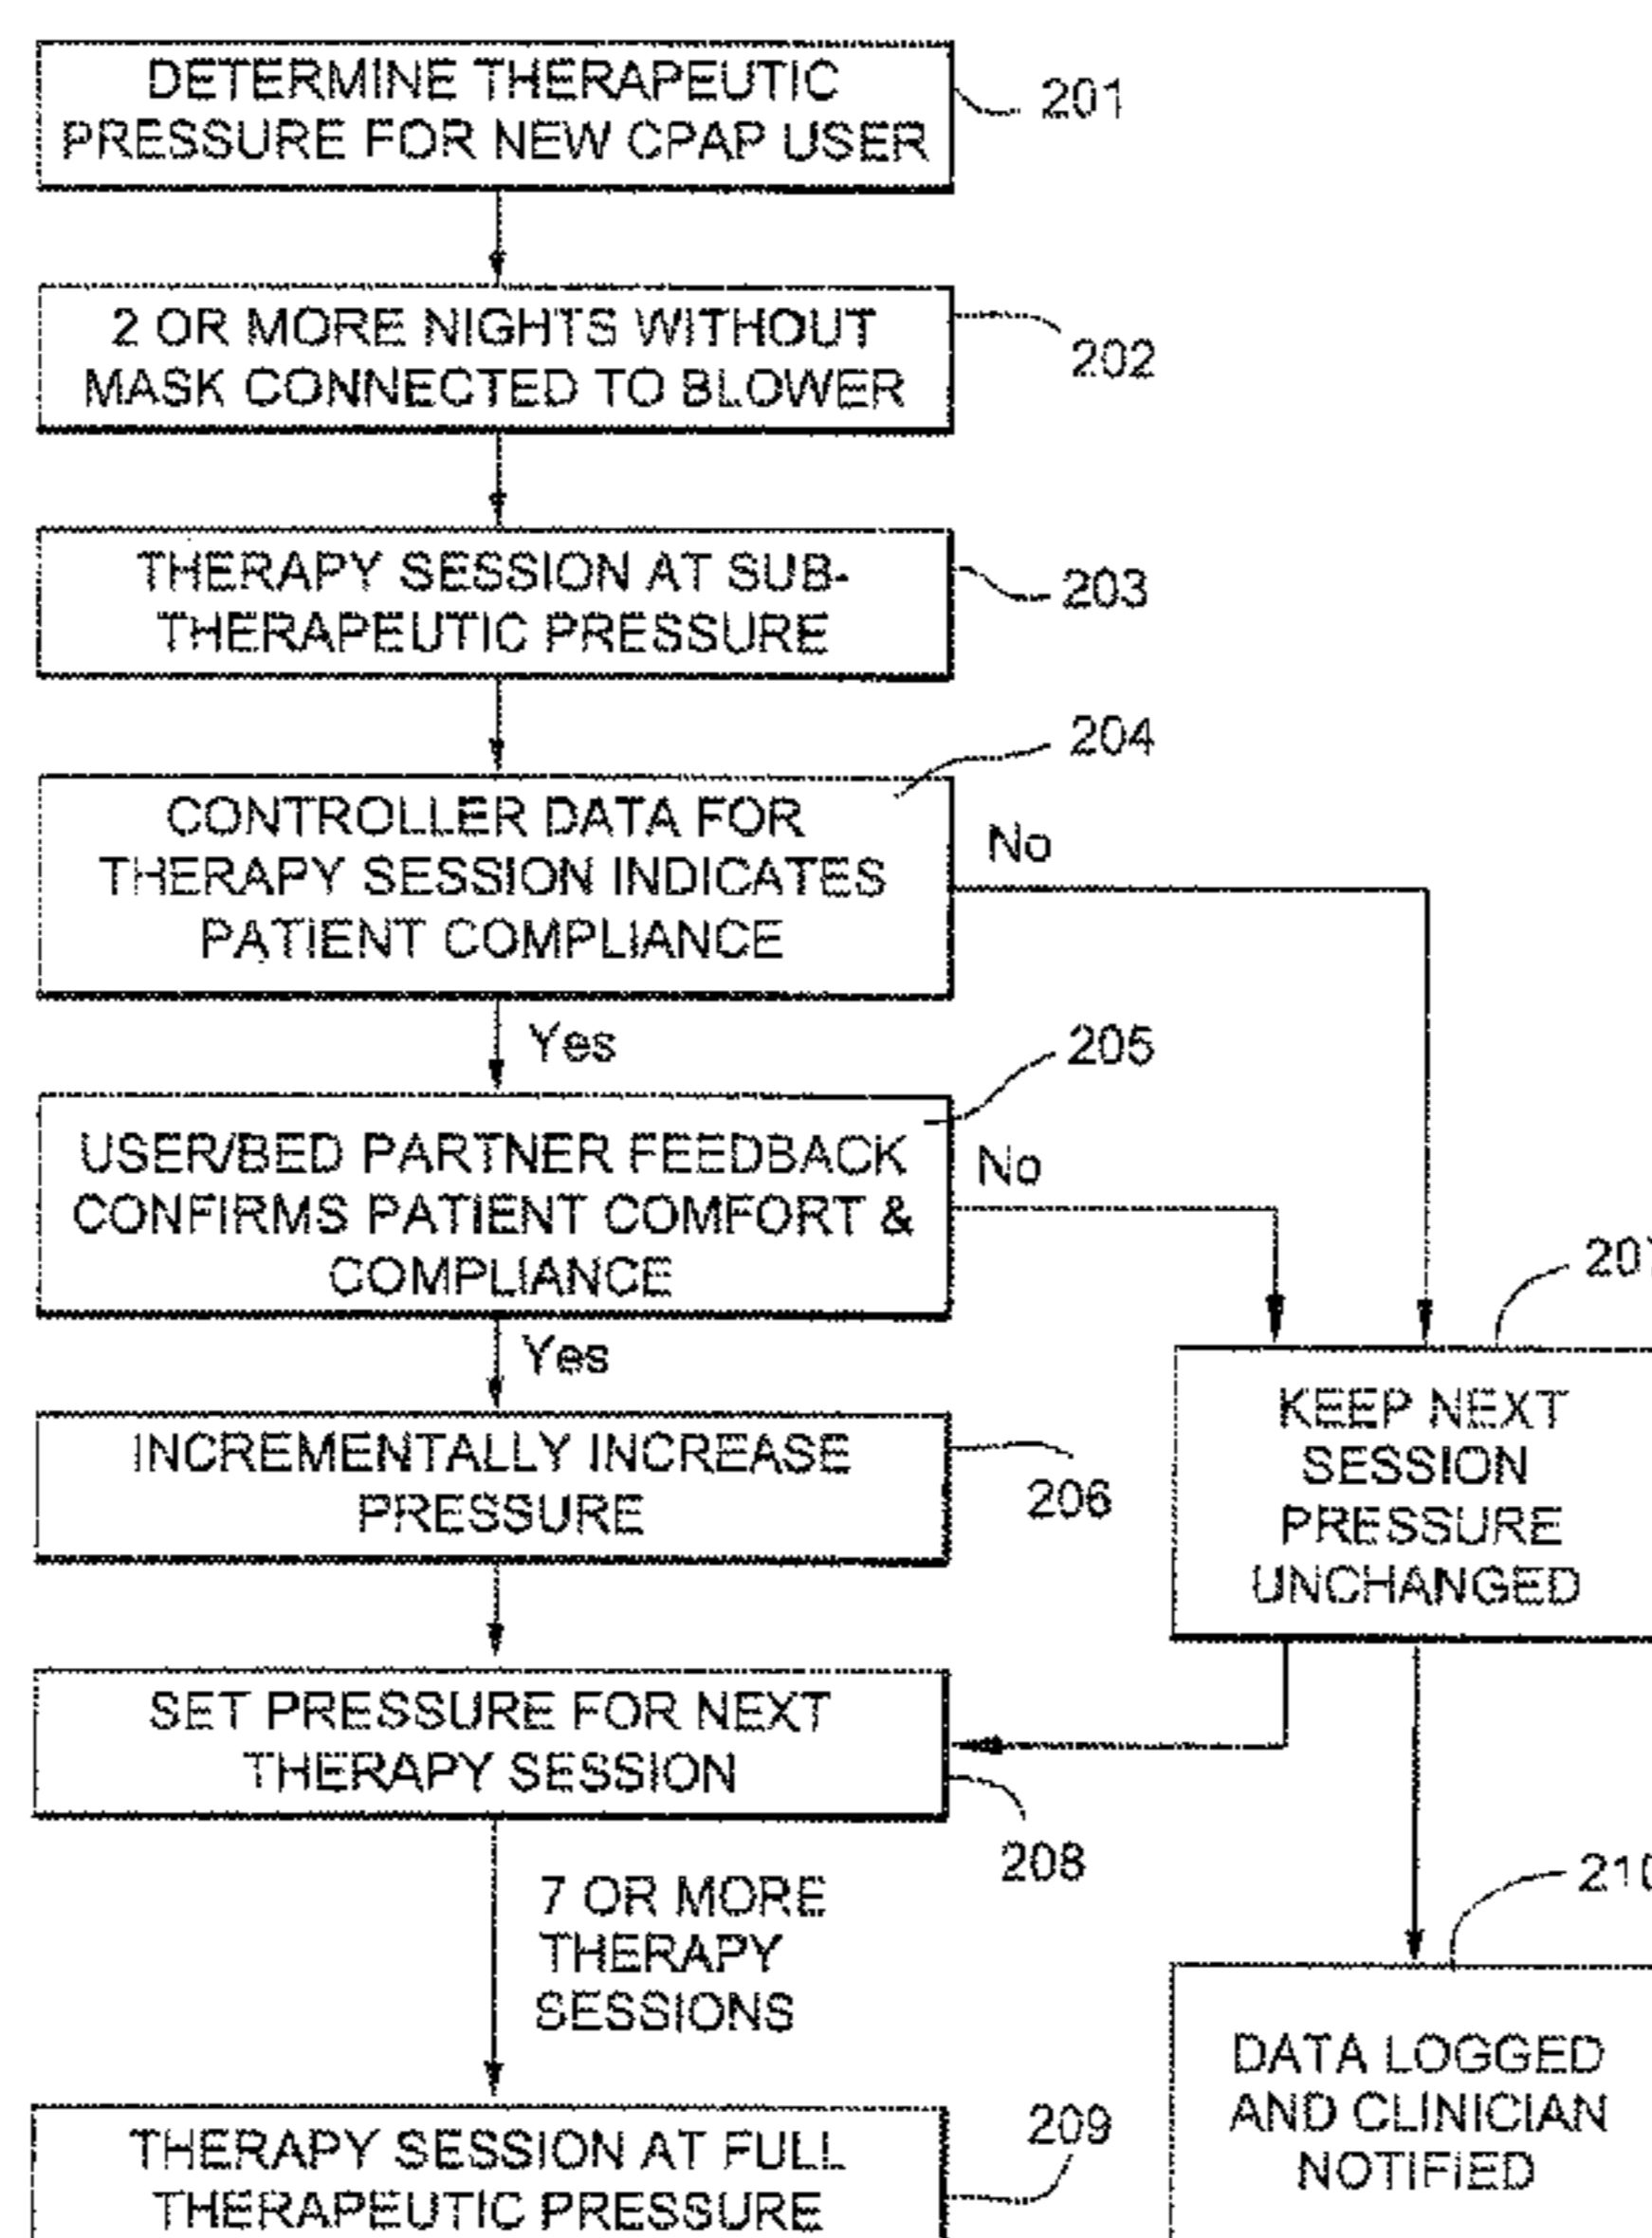 DETERMINE THERAPEUTIC
PRESSURE FOR NEW CPAP USER
201
2 OR MORE NIGHTS WITHOUT
MASK CONNECTED TO BLOWER
202
THERAPY SESSION AT SUB-
THERAPEUTIC PRESSURE
203
204
CONTROLLER DATA FOR
THERAPY SESSION INDICATES
PATIENT COMPLIANCE
No
Yes
205
USER/BED PARTNER FEEDBACK
CONFIRMS PATIENT COMFORT &
COMPLIANCE
No
Yes
207
INCREMENTALLY INCREASE
PRESSURE
206
KEEP NEXT
SESSION
PRESSURE
UNCHANGED
SET PRESSURE FOR NEXT
THERAPY SESSION
208
7 OR MORE
THERAPY
SESSIONS
210
THERAPY SESSION AT FULL
THERAPEUTIC PRESSURE
209
DATA LOGGED
AND CLINICIAN
NOTIFIED